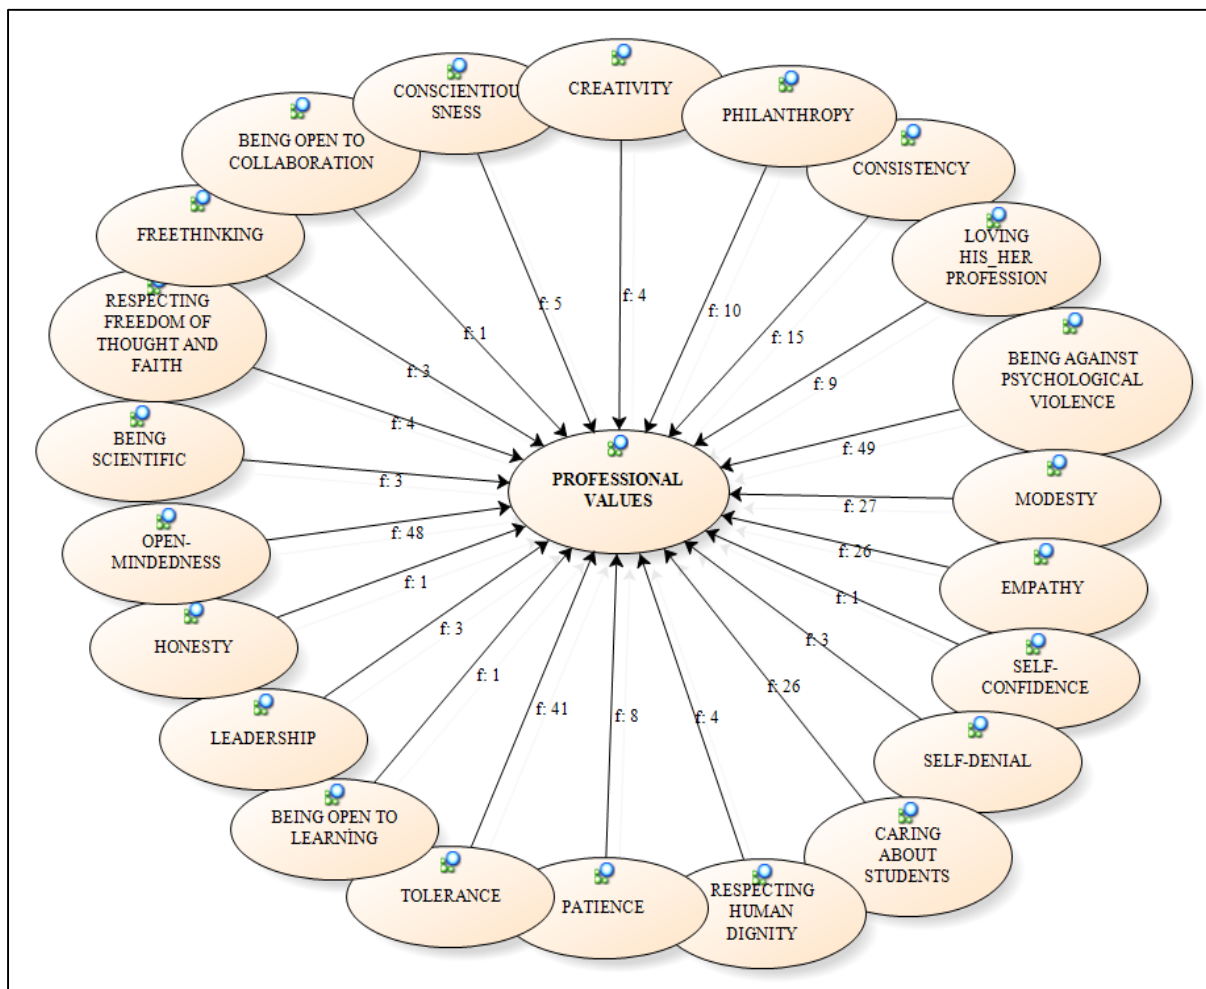 CREATIVITY
CONSCIENTIOU
SNESS
PHILANTHROPY
BEING OPEN TO
COLLABORATION
CONSISTENCY
FREETHINKING
LOVING
HIS_HER
PROFESSION
RESPECTING
FREEDOM OF
THOUGHT AND
FAITH
BEING AGAINST
PSYCHOLOGICAL
VIOLENCE
BEING
SCIENTIFIC
PROFESSIONAL
VALUES
MODESTY
OPEN-
MINDEDNESS
EMPATHY
HONESTY
SELF-
CONFIDENCE
LEADERSHIP
SELF-DENIAL
BEING OPEN TO
LEARNİNG
CARING
ABOUT
STUDENTS
TOLERANCE
PATIENCE
RESPECTING
HUMAN
DIGNITY
f: 5
f: 4
f: 10
f: 1
f: 15
f: 3
f: 9
f: 4
f: 49
f: 3
f: 27
f: 48
f: 26
f: 1
f: 1
f: 3
f: 3
f: 1
f: 26
f: 41
f: 8
f: 4